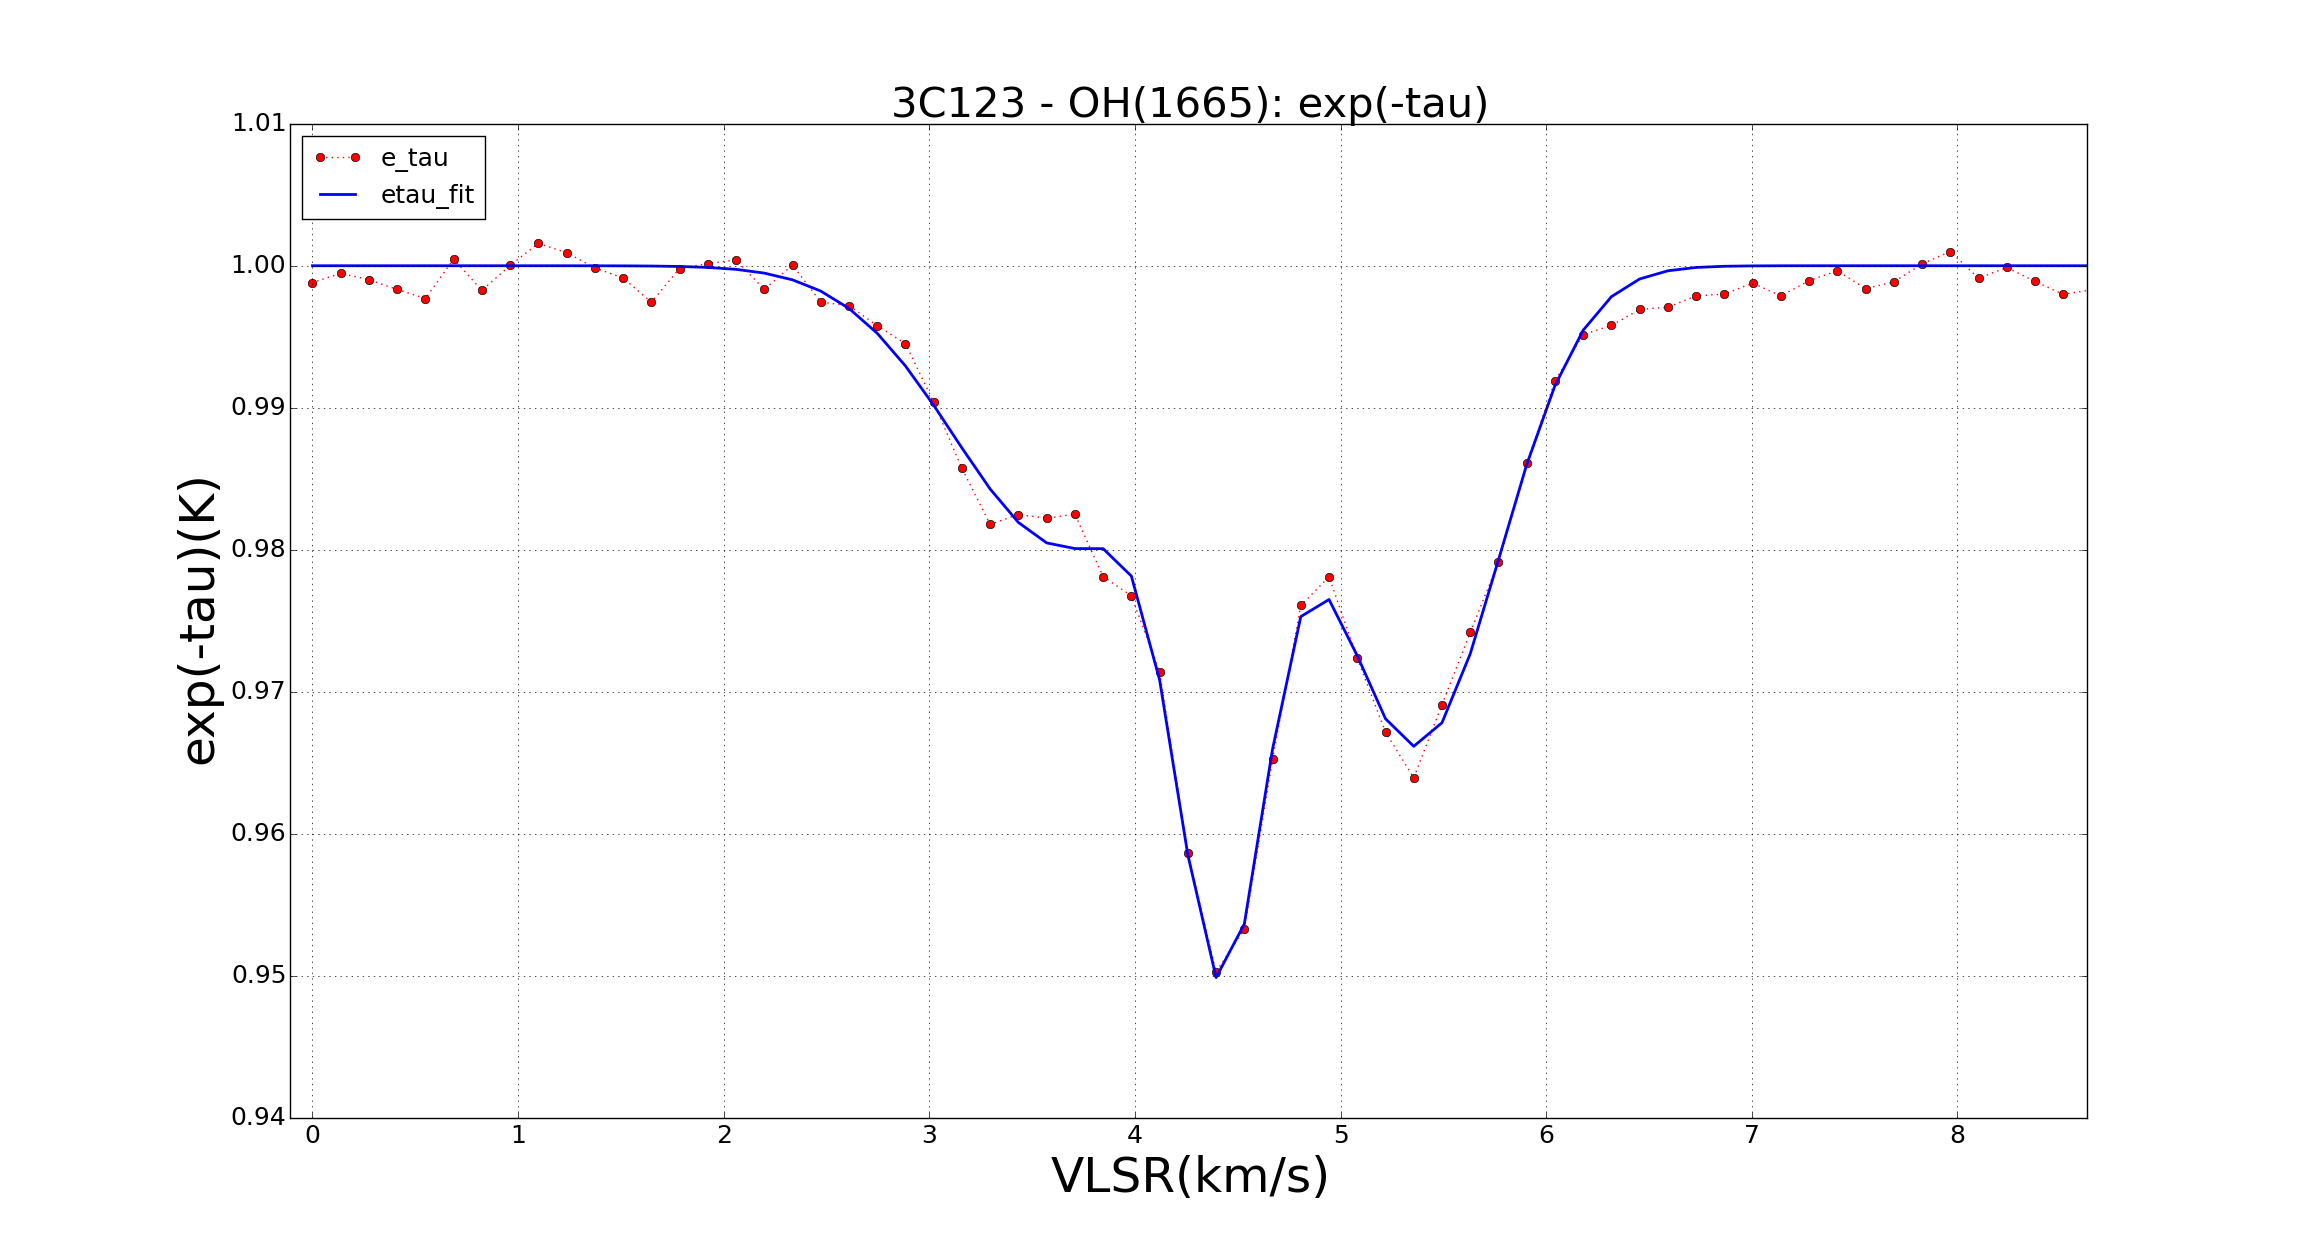 3C123 - OH(1665): exp(-tau)
1.01
e_tau
etau_fit
1.00
0.99
0.98
0.97
0.96
0.95
0.94
exp(-tau)(K)
0 1 2 3 4 5 6 7 8
VLSR(km/s)